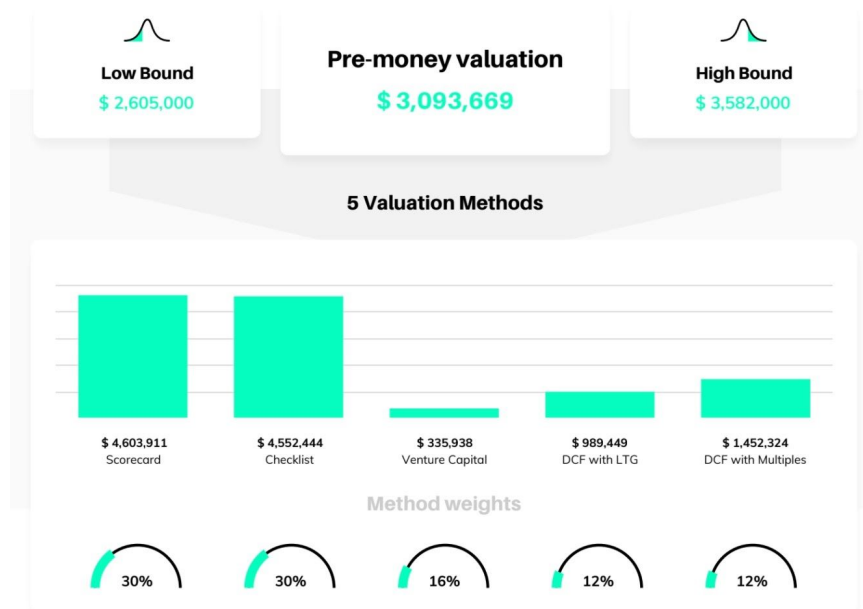 Low Bound
$ 2,605,000
Pre-money valuation
$ 3,093,669
High Bound
$ 3,582,000
5 Valuation Methods
$ 4,603,911
Scorecard
$ 4,552,444
Checklist
$ 335,938
Venture Capital
$ 989,449
DCF with LTG
$ 1,452,324
DCF with Multiples
Method weights
30%
30%
16%
12%
12%